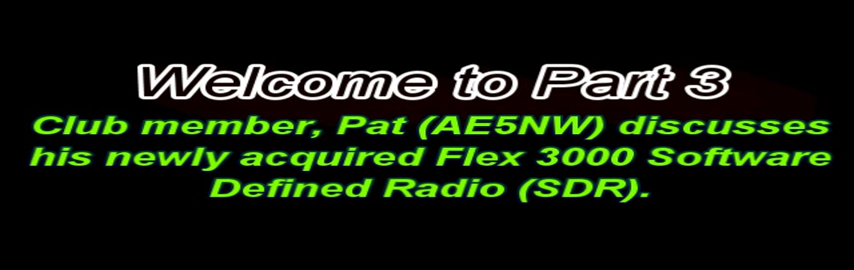 Welcome to Part 3
Club member, Pat (AE5NW) discusses
his newly acquired Flex 3000 Software
Defined Radio (SDR).